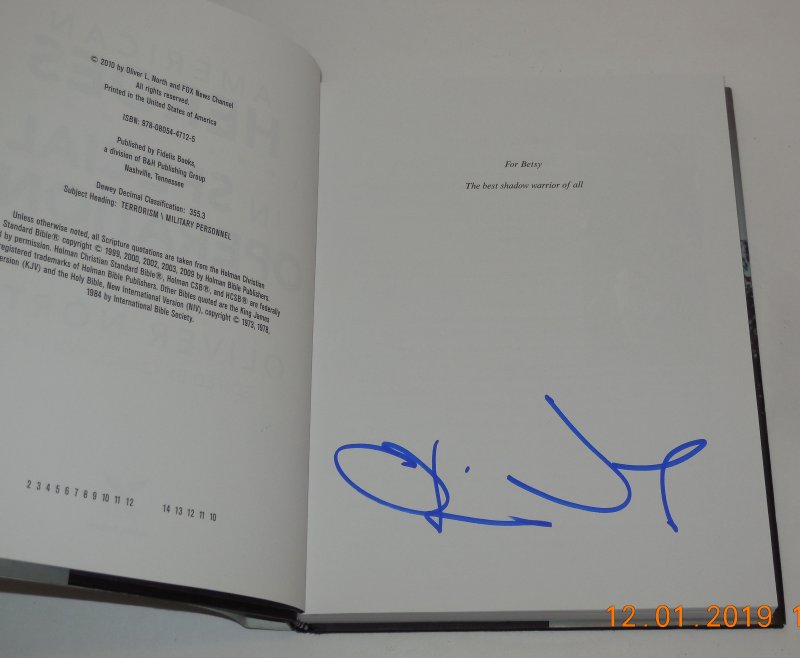 © 2010 by Oliver L. North and FOX News Channel
All rights reserved.
Printed in the United States of America
ISBN: 978-08054-4712-5
Published by Fidelis Books,
a division of B&H Publishing Group
Nashville, Tennessee
Dewey Decimal Classification: 355.3
Subject Heading: TERRORISM \ MILITARY PERSONNEL
Unless otherwise noted, all Scripture quotations are taken from the Holman Christian
Standard Bible® copyright © 1999, 2000, 2002, 2003, 2009 by Holman Bible Publishers.
by permission. Holman Christian Standard Bible®, Holman CSB®, and HCSB® are federally
registered trademarks of Holman Bible Publishers. Other Bibles quoted are the King James
(KJV) and the Holy Bible, New International Version (NIV), copyright © 1973, 1978,
1984 by International Bible Society.
2 3 4 5 6 7 8 9 10 11 12 14 13 12 11 10
For Betsy
The best shadow warrior of all
12.01.2019 1